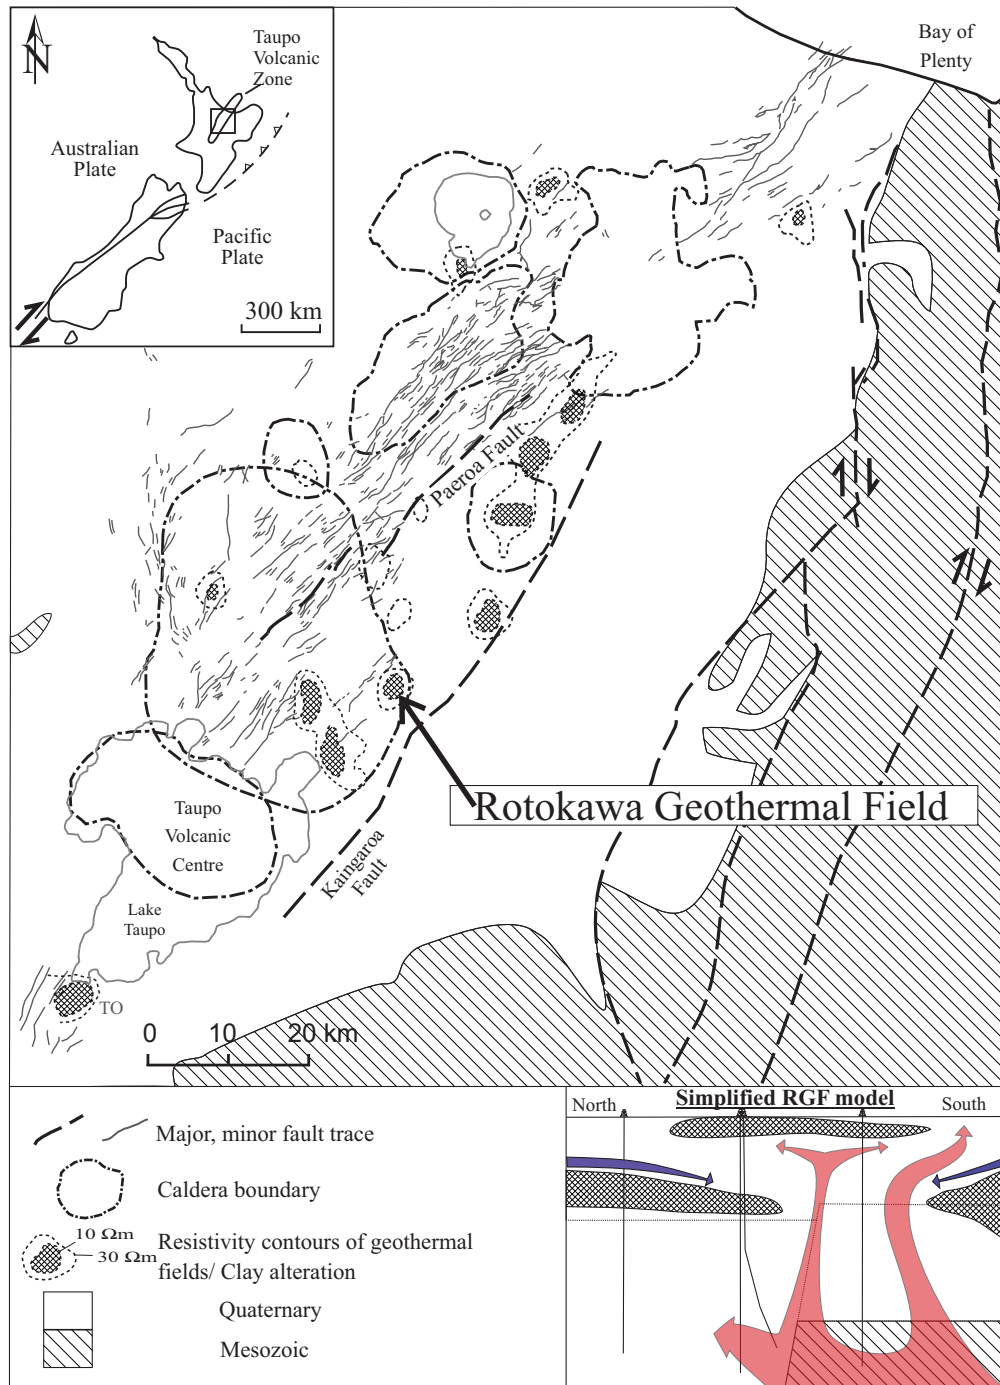 N
Taupo
Volcanic
Zone
Australian
Plate
Pacific
Plate
300 km
Bay of
Plenty
Paeroa Fault
Rotokawa Geothermal Field
Kaingaroa
Fault
Taupo
Volcanic
Centre
Lake
Taupo
TO
0 10 20 km
Major, minor fault trace
Caldera boundary
10 Ωm
30 Ωm
Resistivity contours of geothermal
fields/ Clay alteration
Quaternary
Mesozoic
Simplified RGF model
North
South